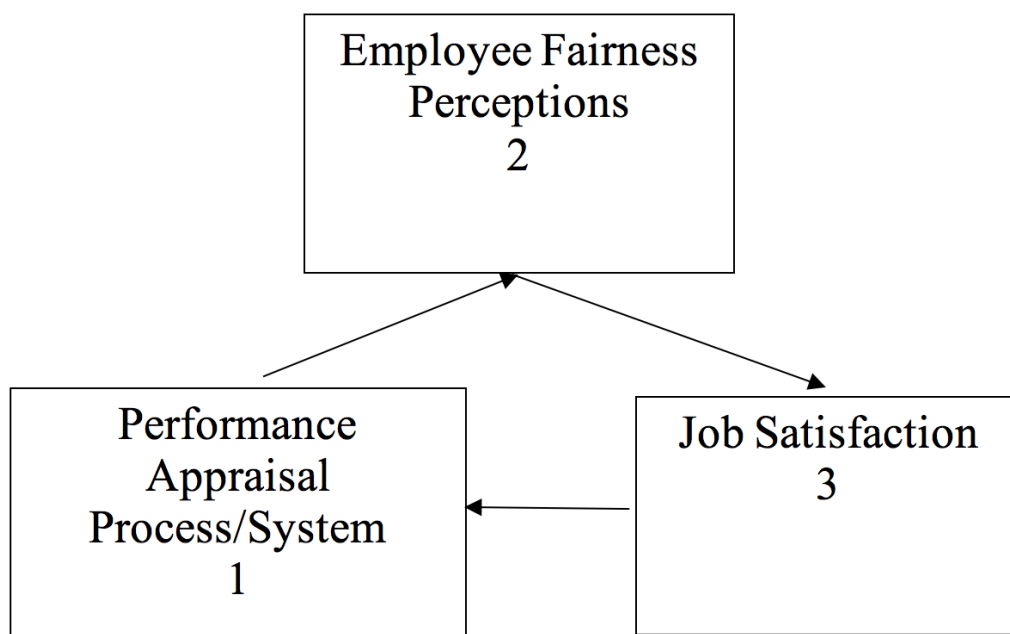 Employee Fairness
Perceptions
2
Performance
Appraisal
Process/System
1
Job Satisfaction
3